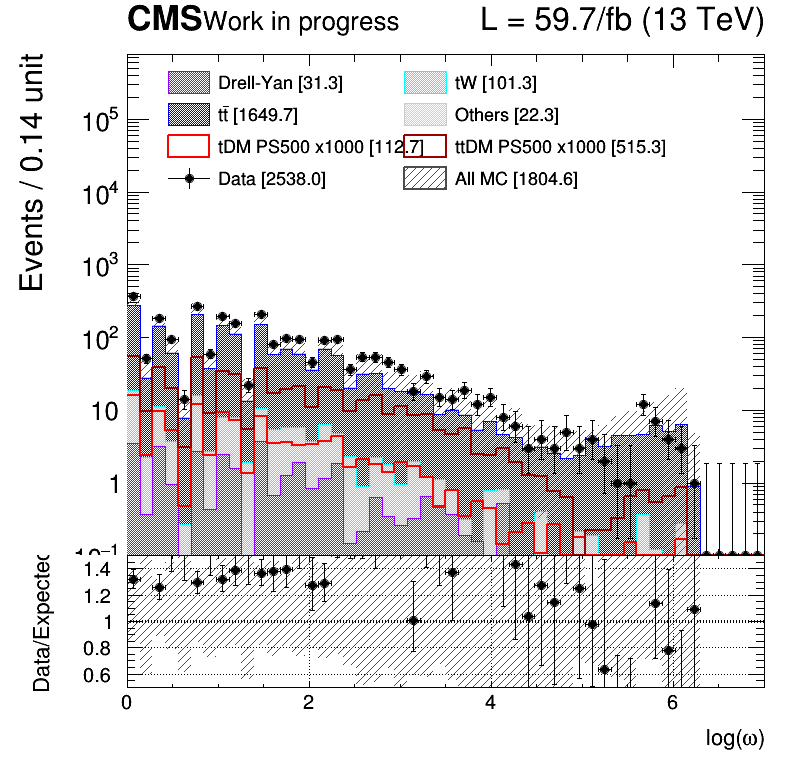 CMS Work in progress L = 59.7/fb (13 TeV)
Events / 0.14 unit
Drell-Yan [31.3] tW [101.3]
tt̄ [1649.7] Others [22.3]
tDM PS500 x1000 [112.7] ttDM PS500 x1000 [515.3]
Data [2538.0] All MC [1804.6]
10⁵
10⁴
10³
10²
10
1
10⁻¹
Data/Expected
1.4
1.2
1
0.8
0.6
0 2 4 6
log(ω)